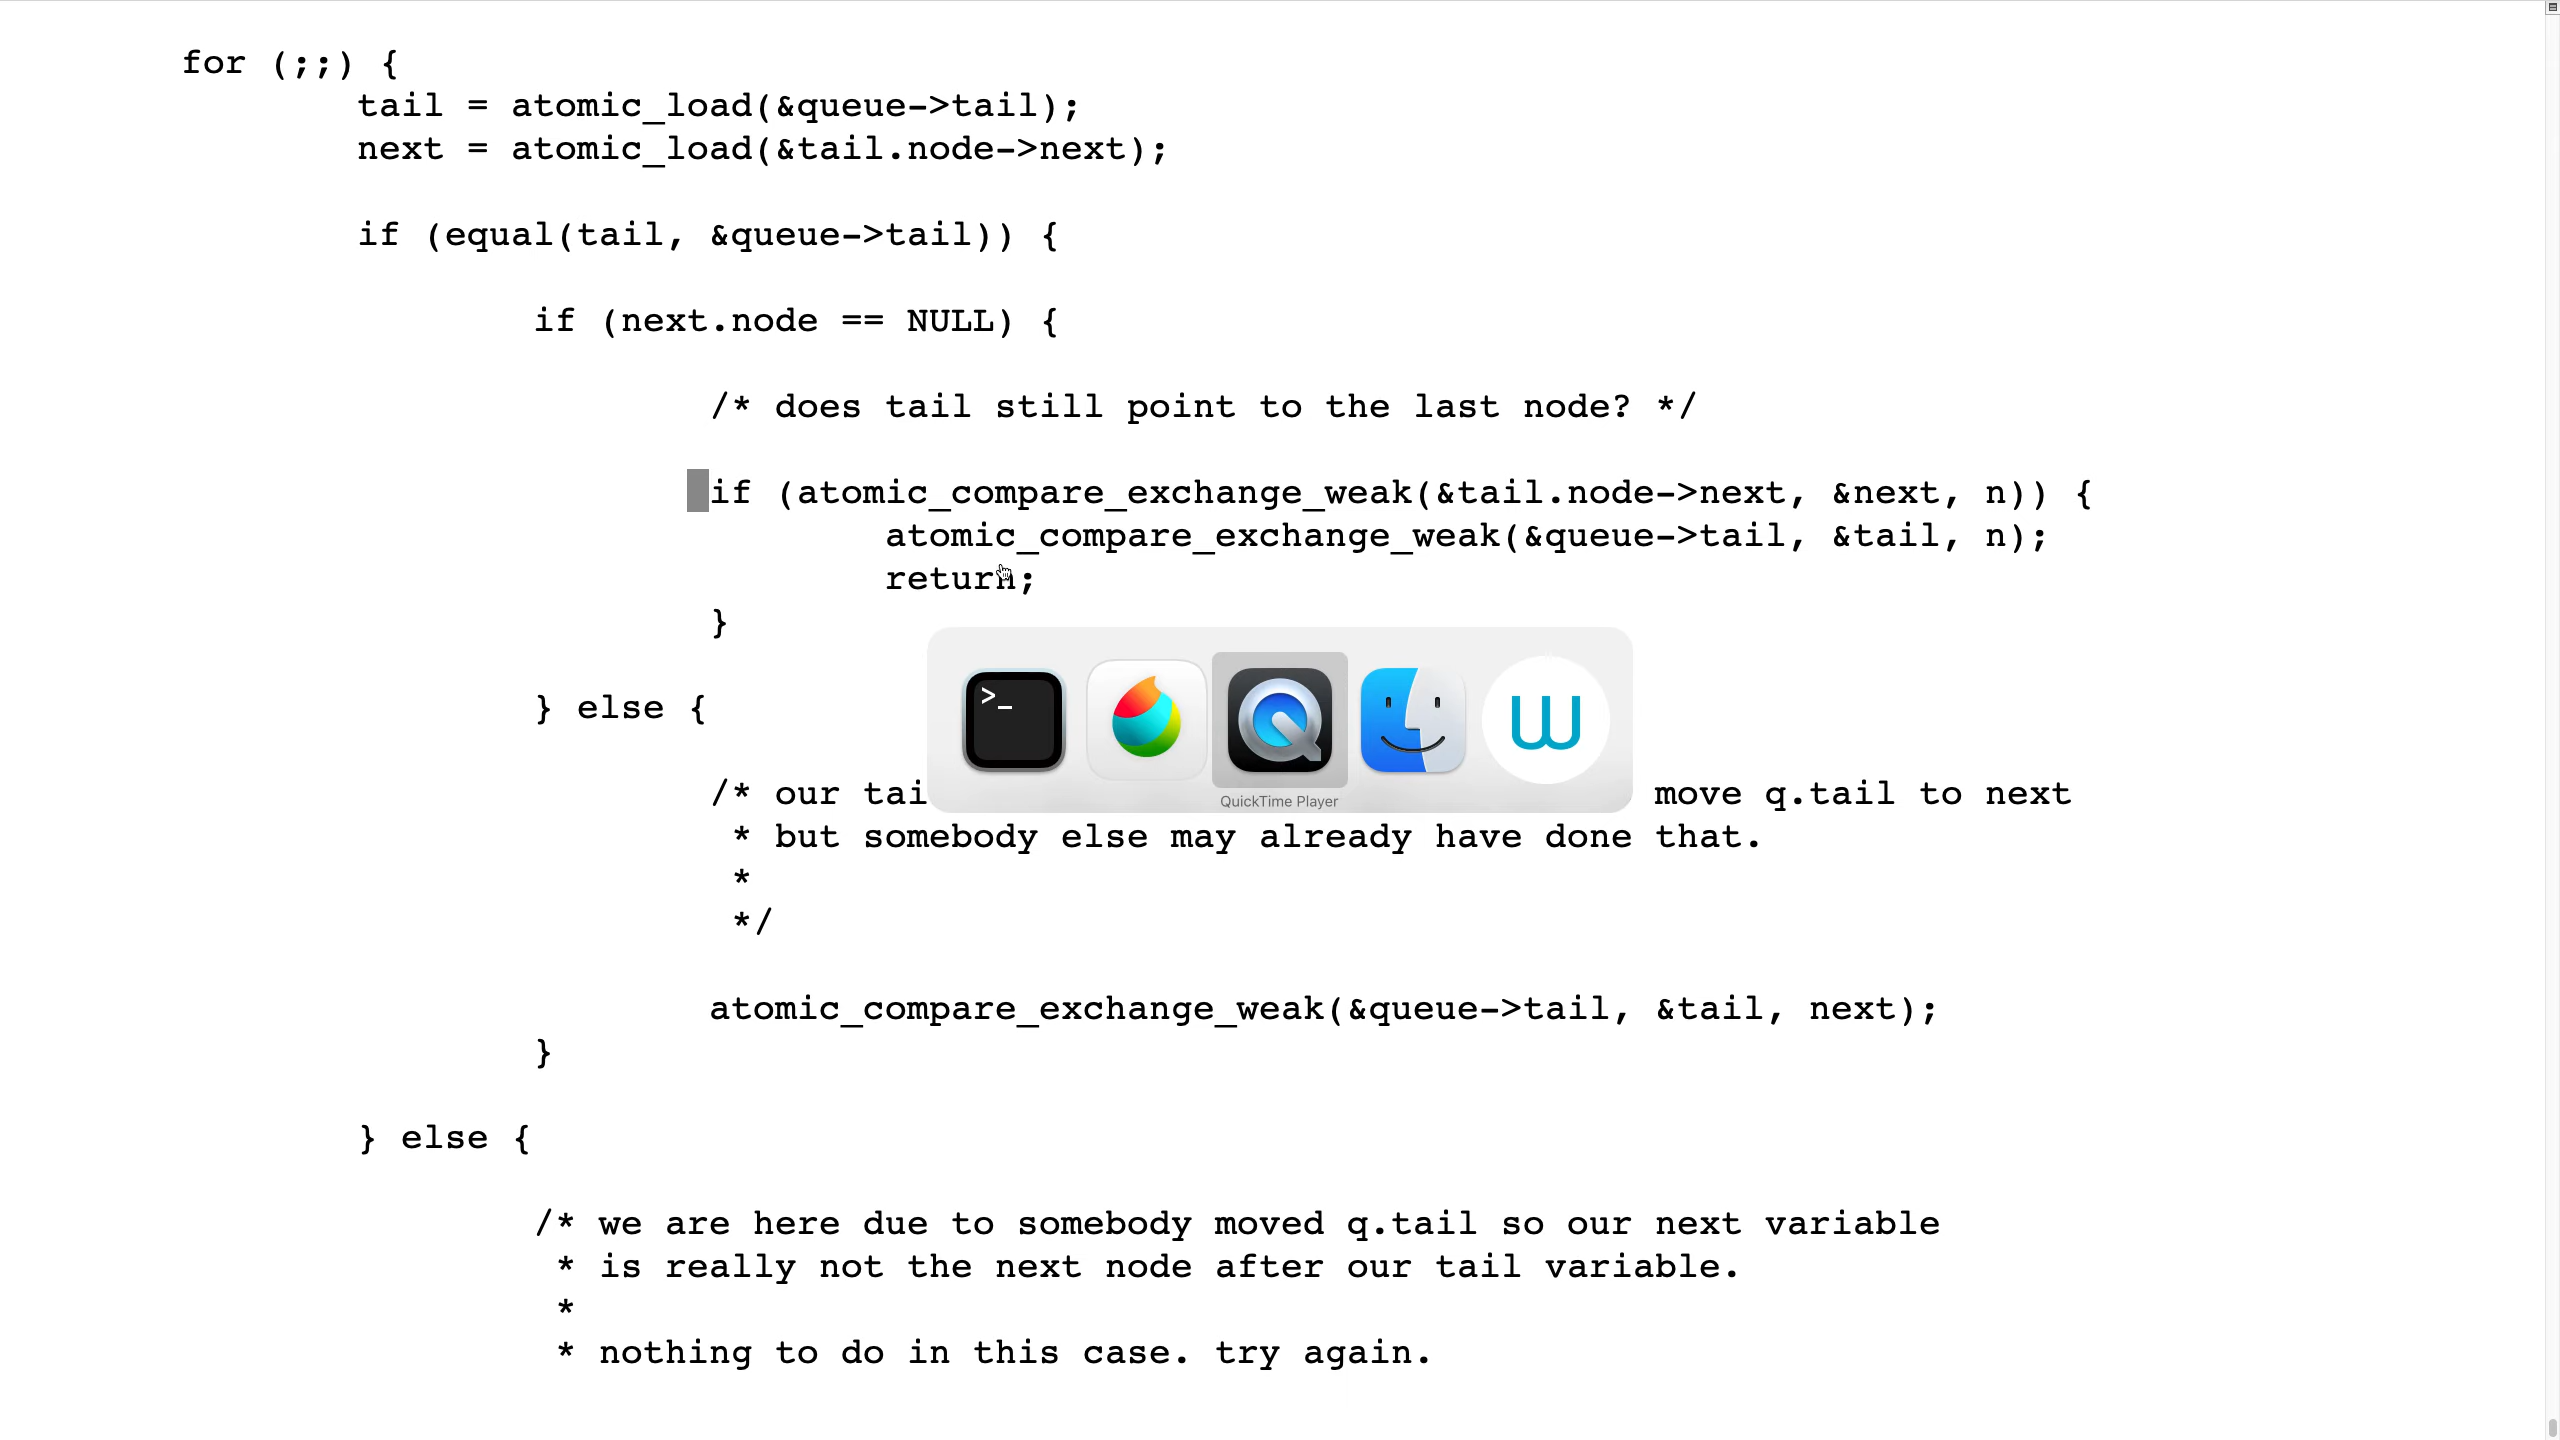 for (;;) {
tail = atomic_load(&queue->tail);
next = atomic_load(&tail.node->next);
if (equal(tail, &queue->tail)) {
if (next.node == NULL) {
/* does tail still point to the last node? */
if (atomic_compare_exchange_weak(&tail.node->next, &next, n)) {
atomic_compare_exchange_weak(&queue->tail, &tail, n);
return;
}
} else {
/* our tai move q.tail to next
* but somebody else may already have done that.
*
*/
atomic_compare_exchange_weak(&queue->tail, &tail, next);
}
} else {
/* we are here due to somebody moved q.tail so our next variable
* is really not the next node after our tail variable.
*
* nothing to do in this case. try again.
>_
W
QuickTime Player